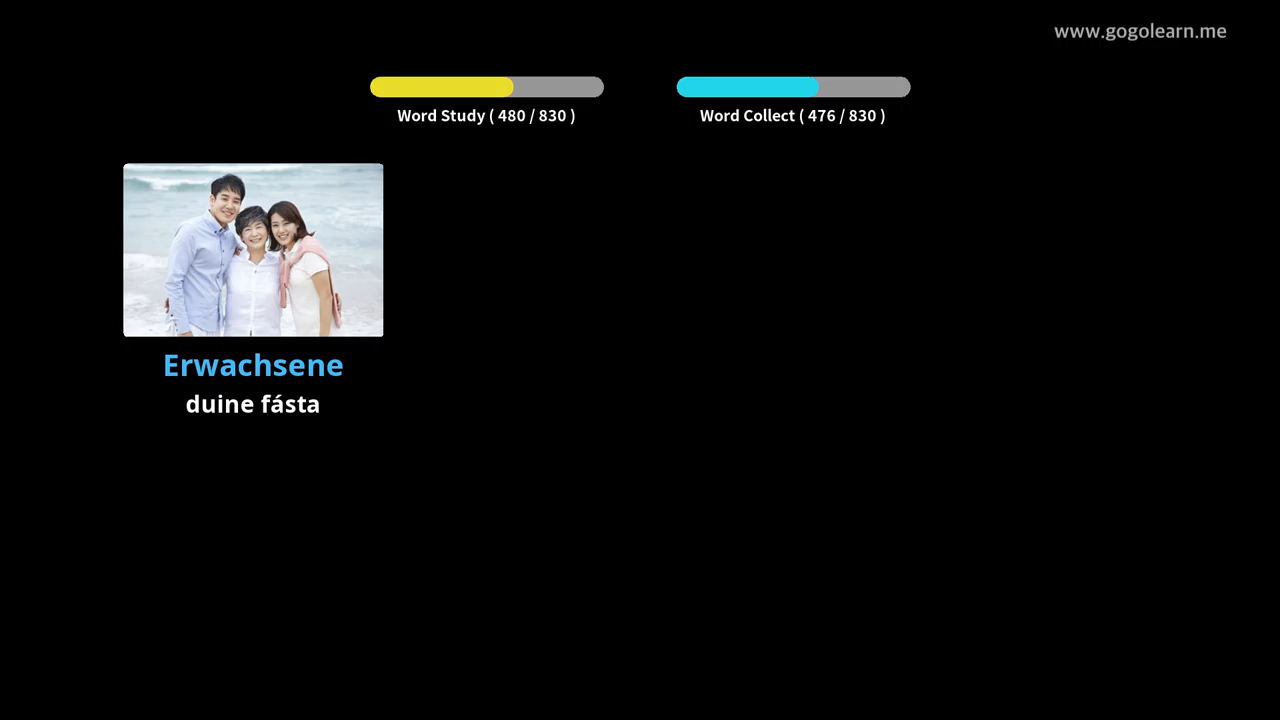 www.gogolearn.me
Word Study ( 480 / 830 )
Word Collect ( 476 / 830 )
Erwachsene
duine fásta